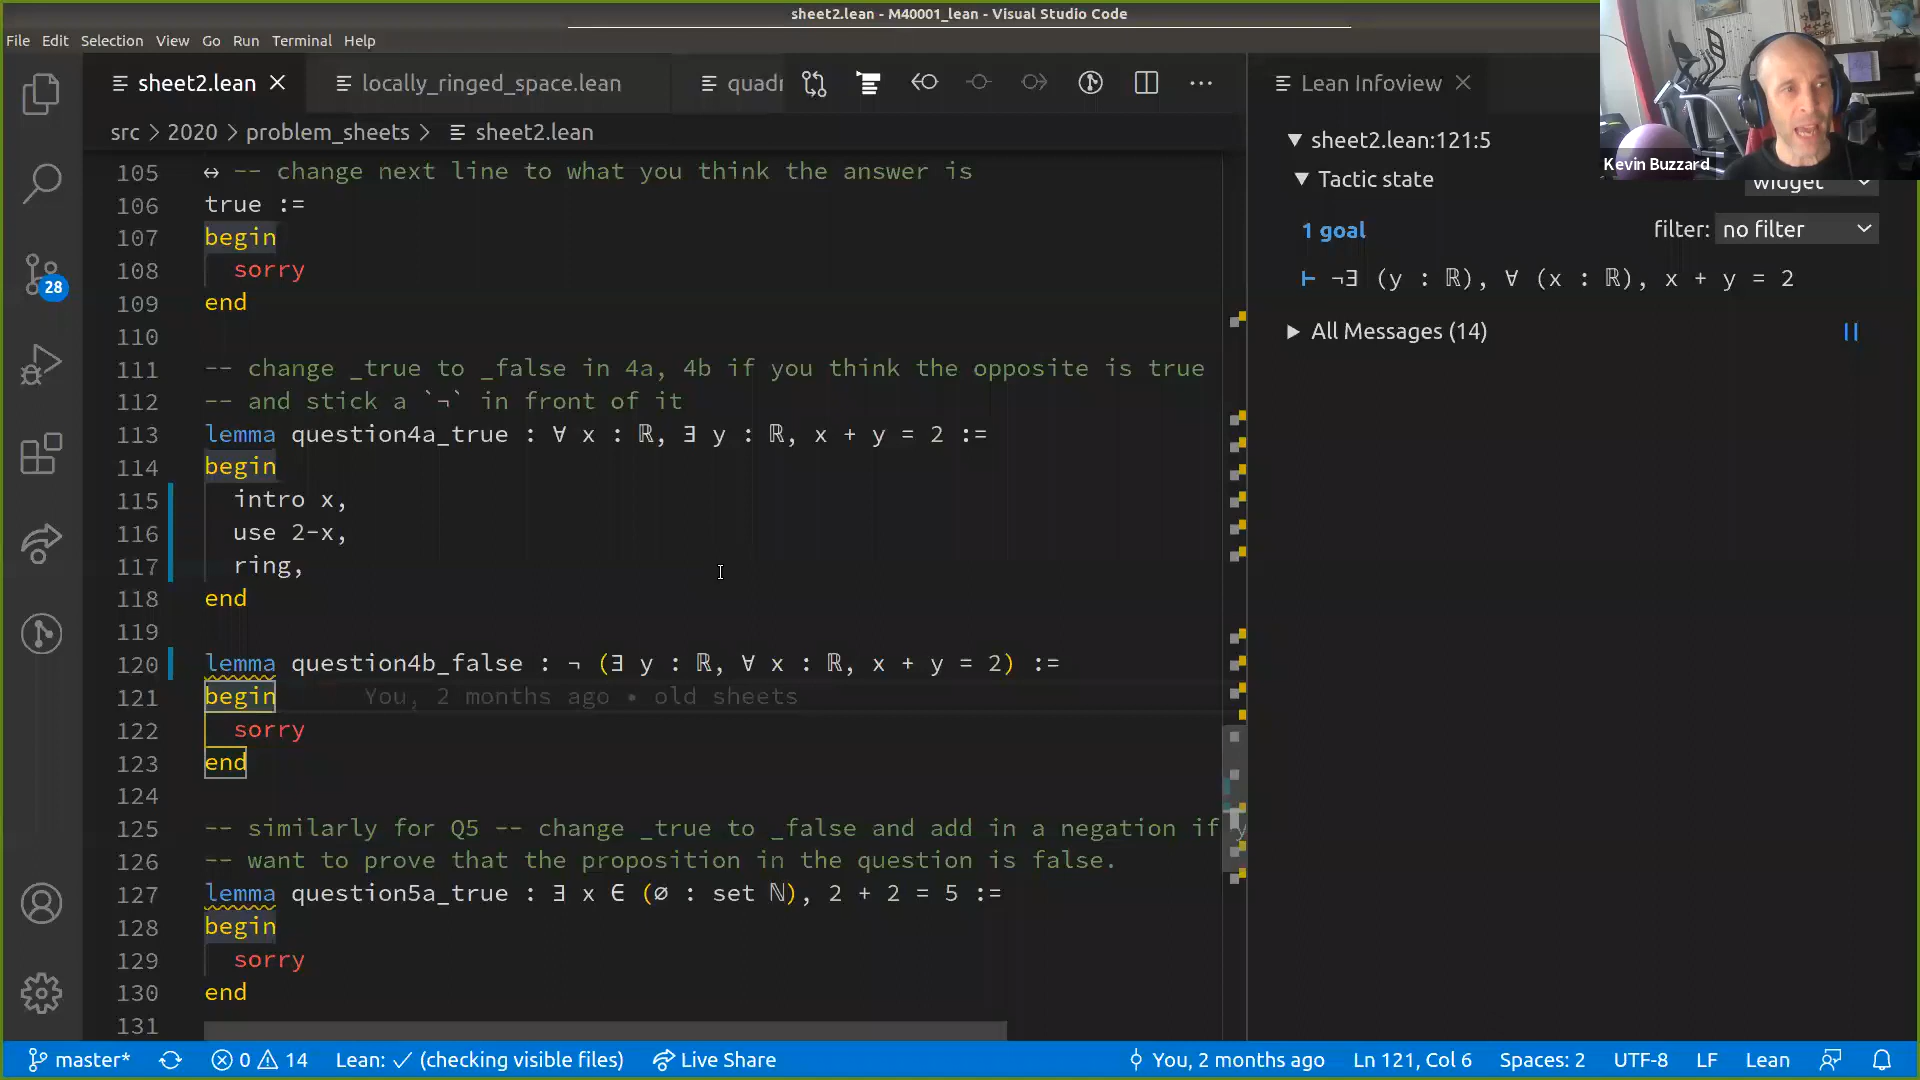 sheet2.lean - M40001_lean - Visual Studio Code
File Edit Selection View Go Run Terminal Help
sheet2.lean
locally_ringed_space.lean
quadr
Lean Infoview
src > 2020 > problem_sheets > sheet2.lean
105 ↔ -- change next line to what you think the answer is
106 true :=
107 begin
108 sorry
109 end
110
111 -- change _true to _false in 4a, 4b if you think the opposite is true
112 -- and stick a `¬` in front of it
113 lemma question4a_true : ∀ x : ℝ, ∃ y : ℝ, x + y = 2 :=
114 begin
115 intro x,
116 use 2-x,
117 ring,
118 end
119
120 lemma question4b_false : ¬ (∃ y : ℝ, ∀ x : ℝ, x + y = 2) :=
121 begin You, 2 months ago • old sheets
122 sorry
123 end
124
125 -- similarly for Q5 -- change _true to _false and add in a negation if y
126 -- want to prove that the proposition in the question is false.
127 lemma question5a_true : ∃ x ∈ (∅ : set ℕ), 2 + 2 = 5 :=
128 begin
129 sorry
130 end
131
28
sheet2.lean:121:5
Tactic state
widget
1 goal
filter: no filter
⊢ ¬∃ (y : ℝ), ∀ (x : ℝ), x + y = 2
All Messages (14)
Kevin Buzzard
master* 0 14 Lean: ✓ (checking visible files) Live Share You, 2 months ago Ln 121, Col 6 Spaces: 2 UTF-8 LF Lean